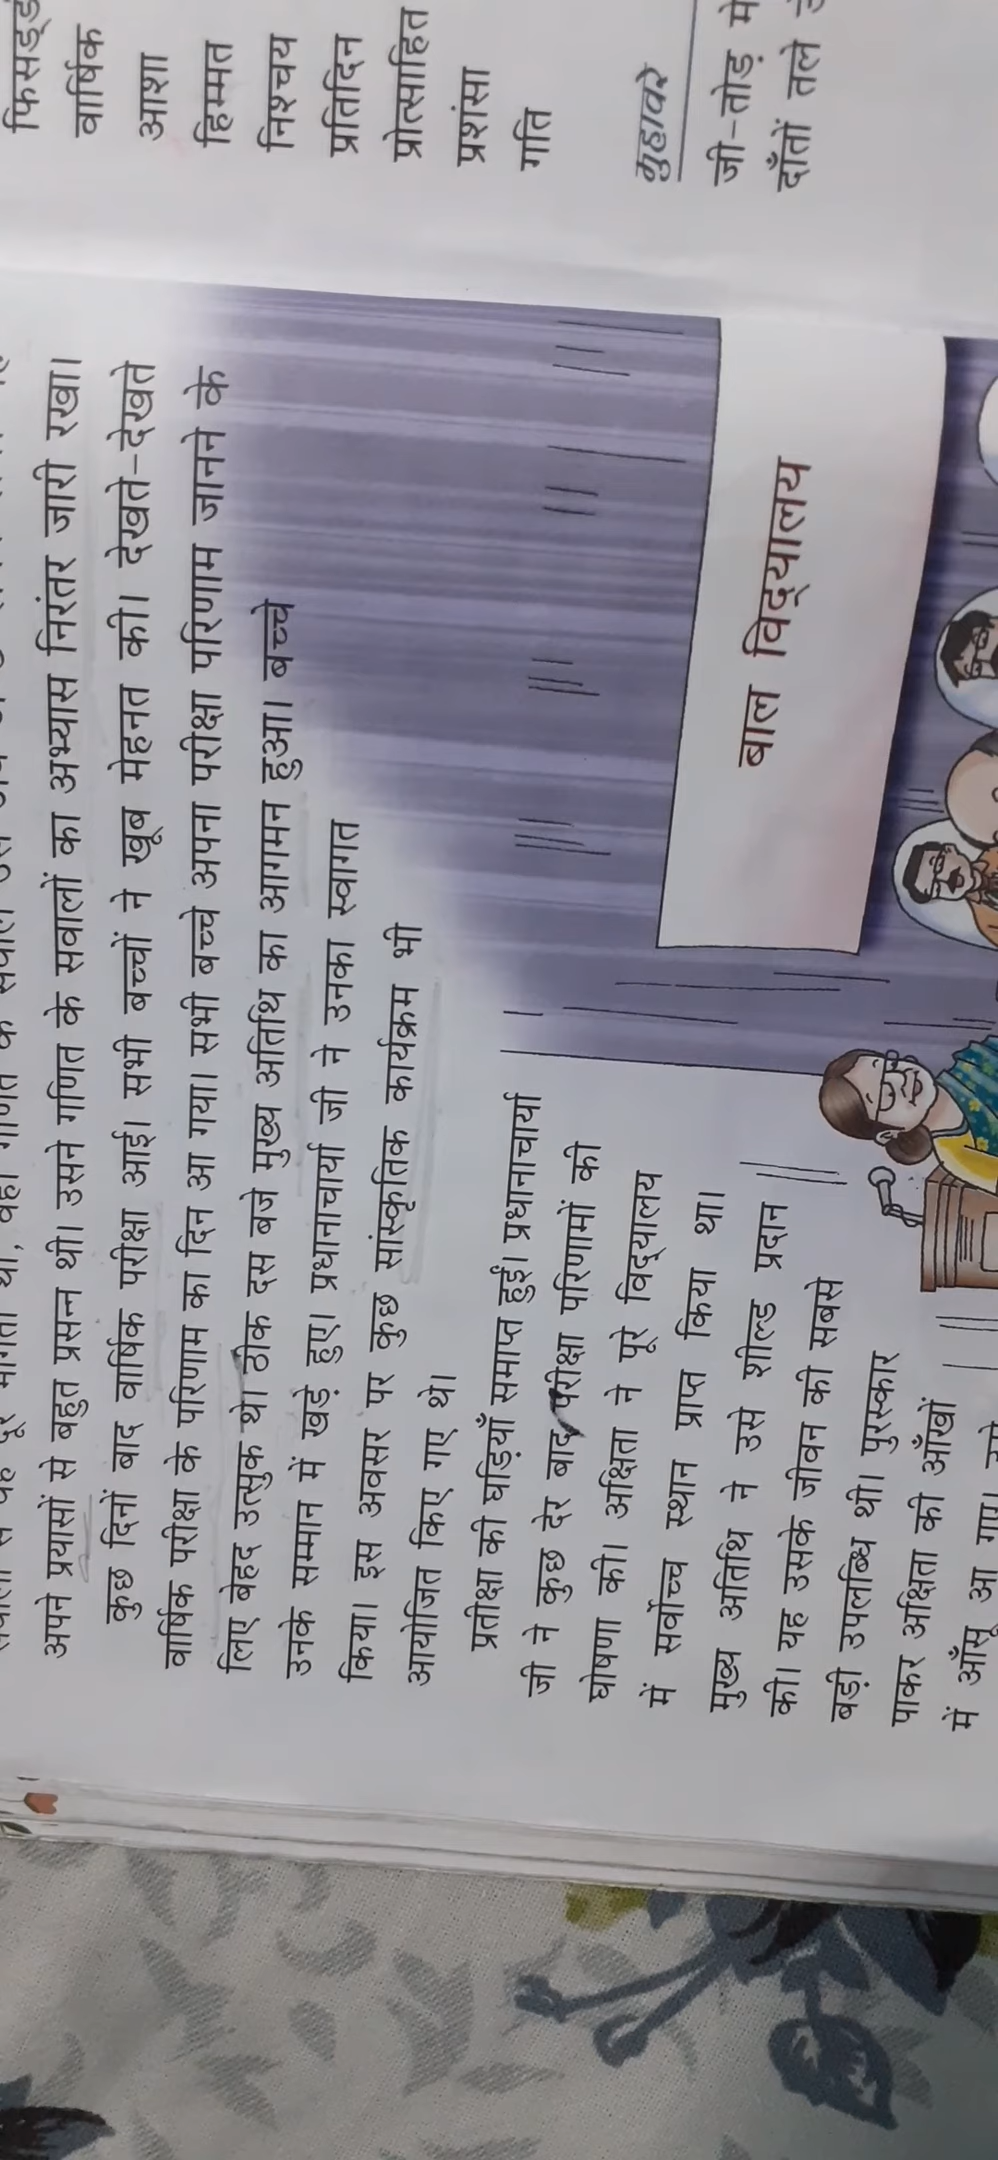 अपने प्रयासों से बहुत प्रसन्न थी। उसने गणित के सवालों का अभ्यास निरंतर जारी रखा।
कुछ दिनों बाद वार्षिक परीक्षा आई। सभी बच्चों ने खूब मेहनत की। देखते-देखते
वार्षिक परीक्षा के परिणाम का दिन आ गया। सभी बच्चे अपना परीक्षा परिणाम जानने के
लिए बेहद उत्सुक थे। ठीक दस बजे मुख्य अतिथि का आगमन हुआ। बच्चे
उनके सम्मान में खड़े हुए। प्रधानाचार्या जी ने उनका स्वागत
किया। इस अवसर पर कुछ सांस्कृतिक कार्यक्रम भी
आयोजित किए गए थे।
प्रतीक्षा की घड़ियाँ समाप्त हुईं। प्रधानाचार्या
जी ने कुछ देर बाद परीक्षा परिणामों की
घोषणा की। अक्षिता ने पूरे विद्यालय
में सर्वोच्च स्थान प्राप्त किया था।
मुख्य अतिथि ने उसे शील्ड प्रदान
की। यह उसके जीवन की सबसे
बड़ी उपलब्धि थी। पुरस्कार
पाकर अक्षिता की आँखों
में आँसू आ गए।
बाल विद्यालय
वार्षिक
आशा
हिम्मत
निश्चय
प्रतिदिन
प्रोत्साहित
प्रशंसा
गति
मुहावरे
जी-तोड़
दाँतों तले